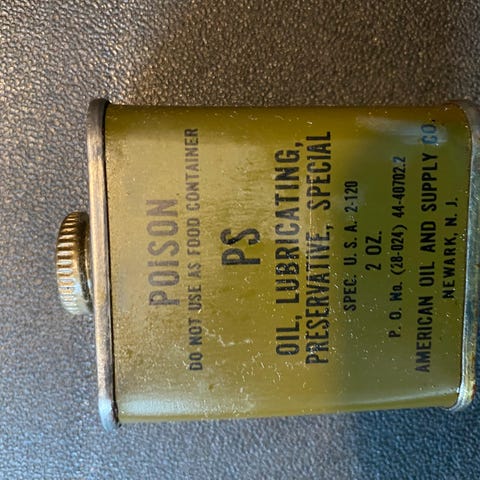 POISON
DO NOT USE AS FOOD CONTAINER
PS
OIL, LUBRICATING,
PRESERVATIVE, SPECIAL
SPEC. U. S. A. 2-120
2 OZ.
P. O. No. (28-024) 44-40702.2
AMERICAN OIL AND SUPPLY CO.
NEWARK, N. J.